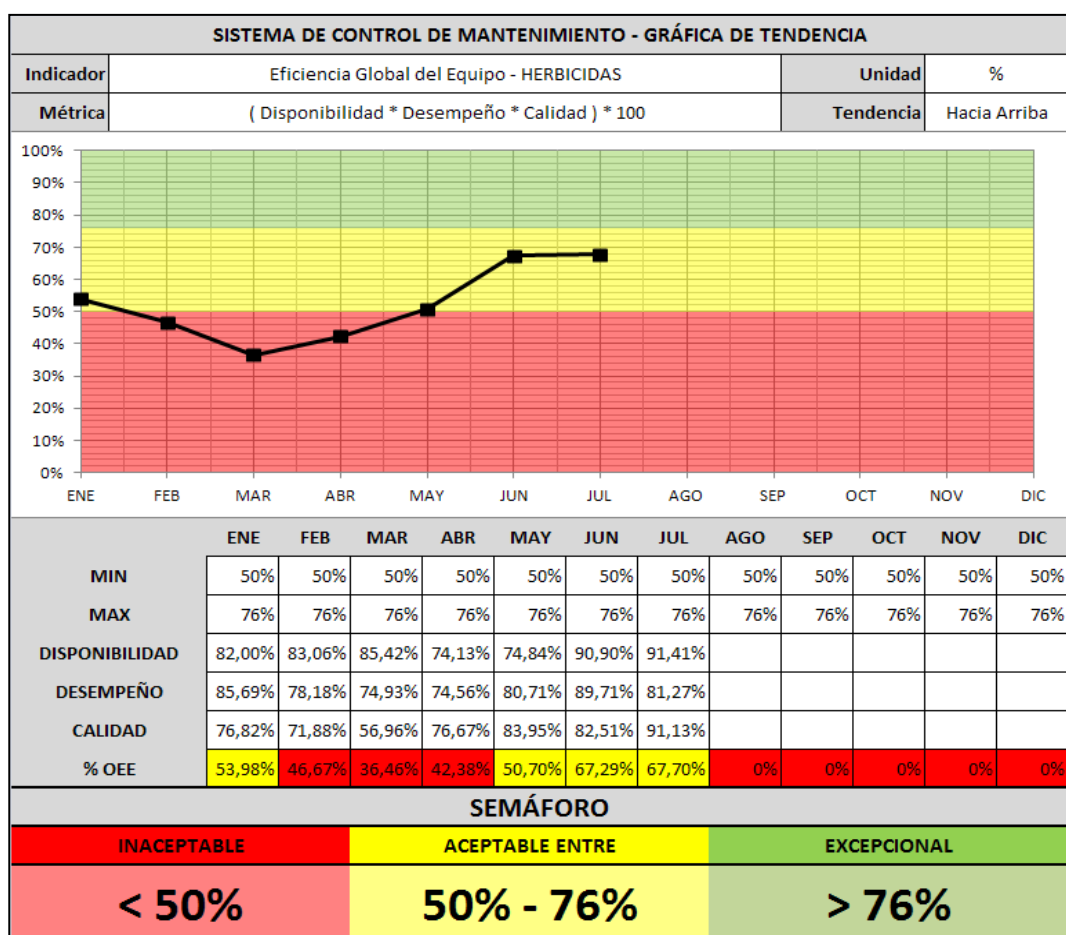 SISTEMA DE CONTROL DE MANTENIMIENTO - GRÁFICA DE TENDENCIA
Indicador Eficiencia Global del Equipo - HERBICIDAS Unidad %
Métrica ( Disponibilidad * Desempeño * Calidad ) * 100 Tendencia Hacia Arriba
100%
90%
80%
70%
60%
50%
40%
30%
20%
10%
0%
ENE FEB MAR ABR MAY JUN JUL AGO SEP OCT NOV DIC
ENE FEB MAR ABR MAY JUN JUL AGO SEP OCT NOV DIC
MIN 50% 50% 50% 50% 50% 50% 50% 50% 50% 50% 50% 50%
MAX 76% 76% 76% 76% 76% 76% 76% 76% 76% 76% 76% 76%
DISPONIBILIDAD 82,00% 83,06% 85,42% 74,13% 74,84% 90,90% 91,41%
DESEMPEÑO 85,69% 78,18% 74,93% 74,56% 80,71% 89,71% 81,27%
CALIDAD 76,82% 71,88% 56,96% 76,67% 83,95% 82,51% 91,13%
% OEE 53,98% 46,67% 36,46% 42,38% 50,70% 67,29% 67,70% 0% 0% 0% 0% 0%
SEMÁFORO
INACEPTABLE ACEPTABLE ENTRE EXCEPCIONAL
< 50% 50% - 76% > 76%